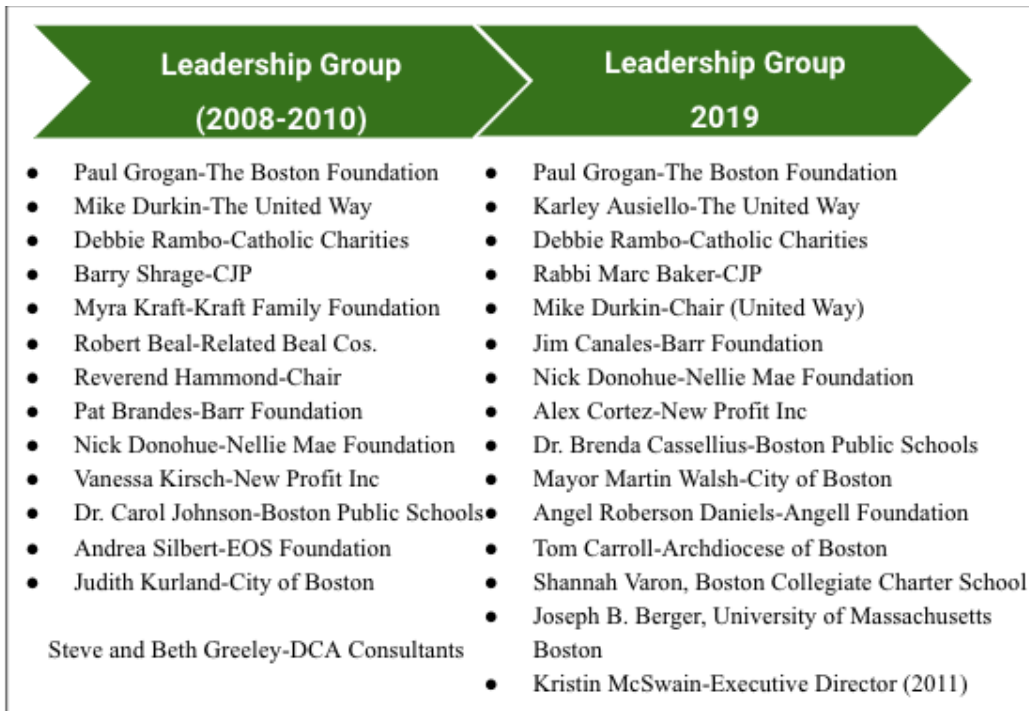 Leadership Group
(2008-2010)
● Paul Grogan-The Boston Foundation
● Mike Durkin-The United Way
● Debbie Rambo-Catholic Charities
● Barry Shrage-CJP
● Myra Kraft-Kraft Family Foundation
● Robert Beal-Related Beal Cos.
● Reverend Hammond-Chair
● Pat Brandes-Barr Foundation
● Nick Donohue-Nellie Mae Foundation
● Vanessa Kirsch-New Profit Inc
● Dr. Carol Johnson-Boston Public Schools
● Andrea Silbert-EOS Foundation
● Judith Kurland-City of Boston
Steve and Beth Greeley-DCA Consultants
Leadership Group
2019
● Paul Grogan-The Boston Foundation
● Karley Ausiello-The United Way
● Debbie Rambo-Catholic Charities
● Rabbi Marc Baker-CJP
● Mike Durkin-Chair (United Way)
● Jim Canales-Barr Foundation
● Nick Donohue-Nellie Mae Foundation
● Alex Cortez-New Profit Inc
● Dr. Brenda Cassellius-Boston Public Schools
● Mayor Martin Walsh-City of Boston
● Angel Roberson Daniels-Angell Foundation
● Tom Carroll-Archdiocese of Boston
● Shannah Varon, Boston Collegiate Charter School
● Joseph B. Berger, University of Massachusetts
Boston
● Kristin McSwain-Executive Director (2011)